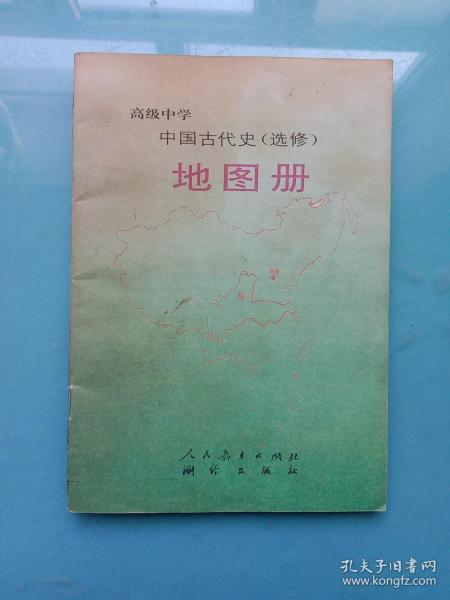 高级中学
中国古代史(选修)
地图册
人民教育出版社
测绘出版社
孔夫子旧书网
www.kongfz.com